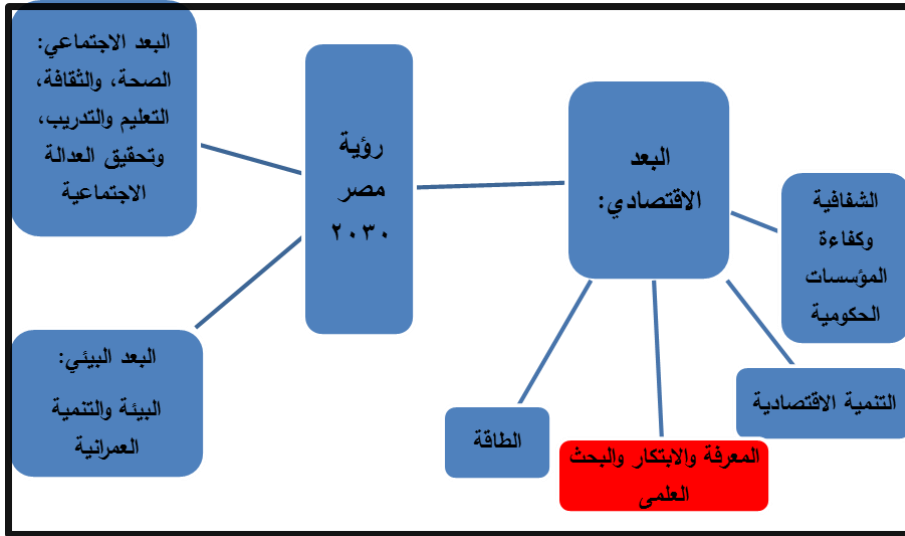 رؤية
مصر
٢٠٣٠
البعد
الاقتصادي:
الشفافية
وكفاءة
المؤسسات
الحكومية
التنمية الاقتصادية
المعرفة والابتكار والبحث
العلمى
الطاقة
البعد الاجتماعي:
الصحة، والثقافة،
التعليم والتدريب،
وتحقيق العدالة
الاجتماعية
البعد البيئي:
البيئة والتنمية
العمرانية